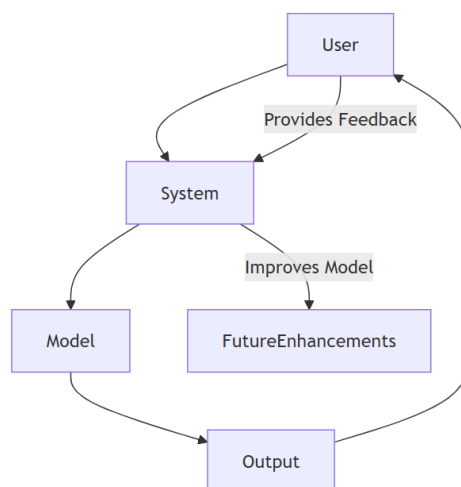 User
Provides Feedback
System
Improves Model
Model
FutureEnhancements
Output